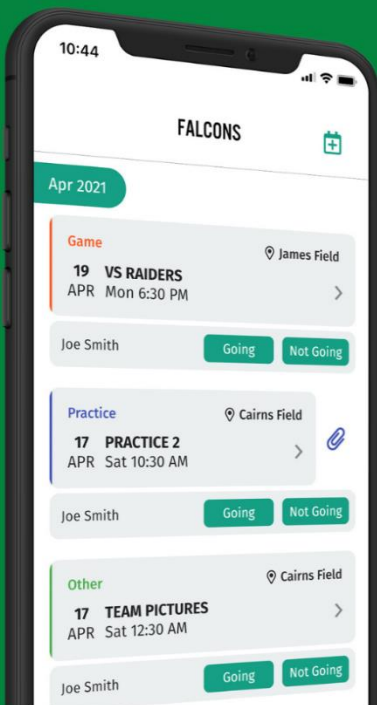 10:44
FALCONS
Apr 2021
Game
James Field
19 VS RAIDERS
APR Mon 6:30 PM
Joe Smith
Going
Not Going
Practice
Cairns Field
17 PRACTICE 2
APR Sat 10:30 AM
Joe Smith
Going
Not Going
Other
Cairns Field
17 TEAM PICTURES
APR Sat 12:30 AM
Joe Smith
Going
Not Going